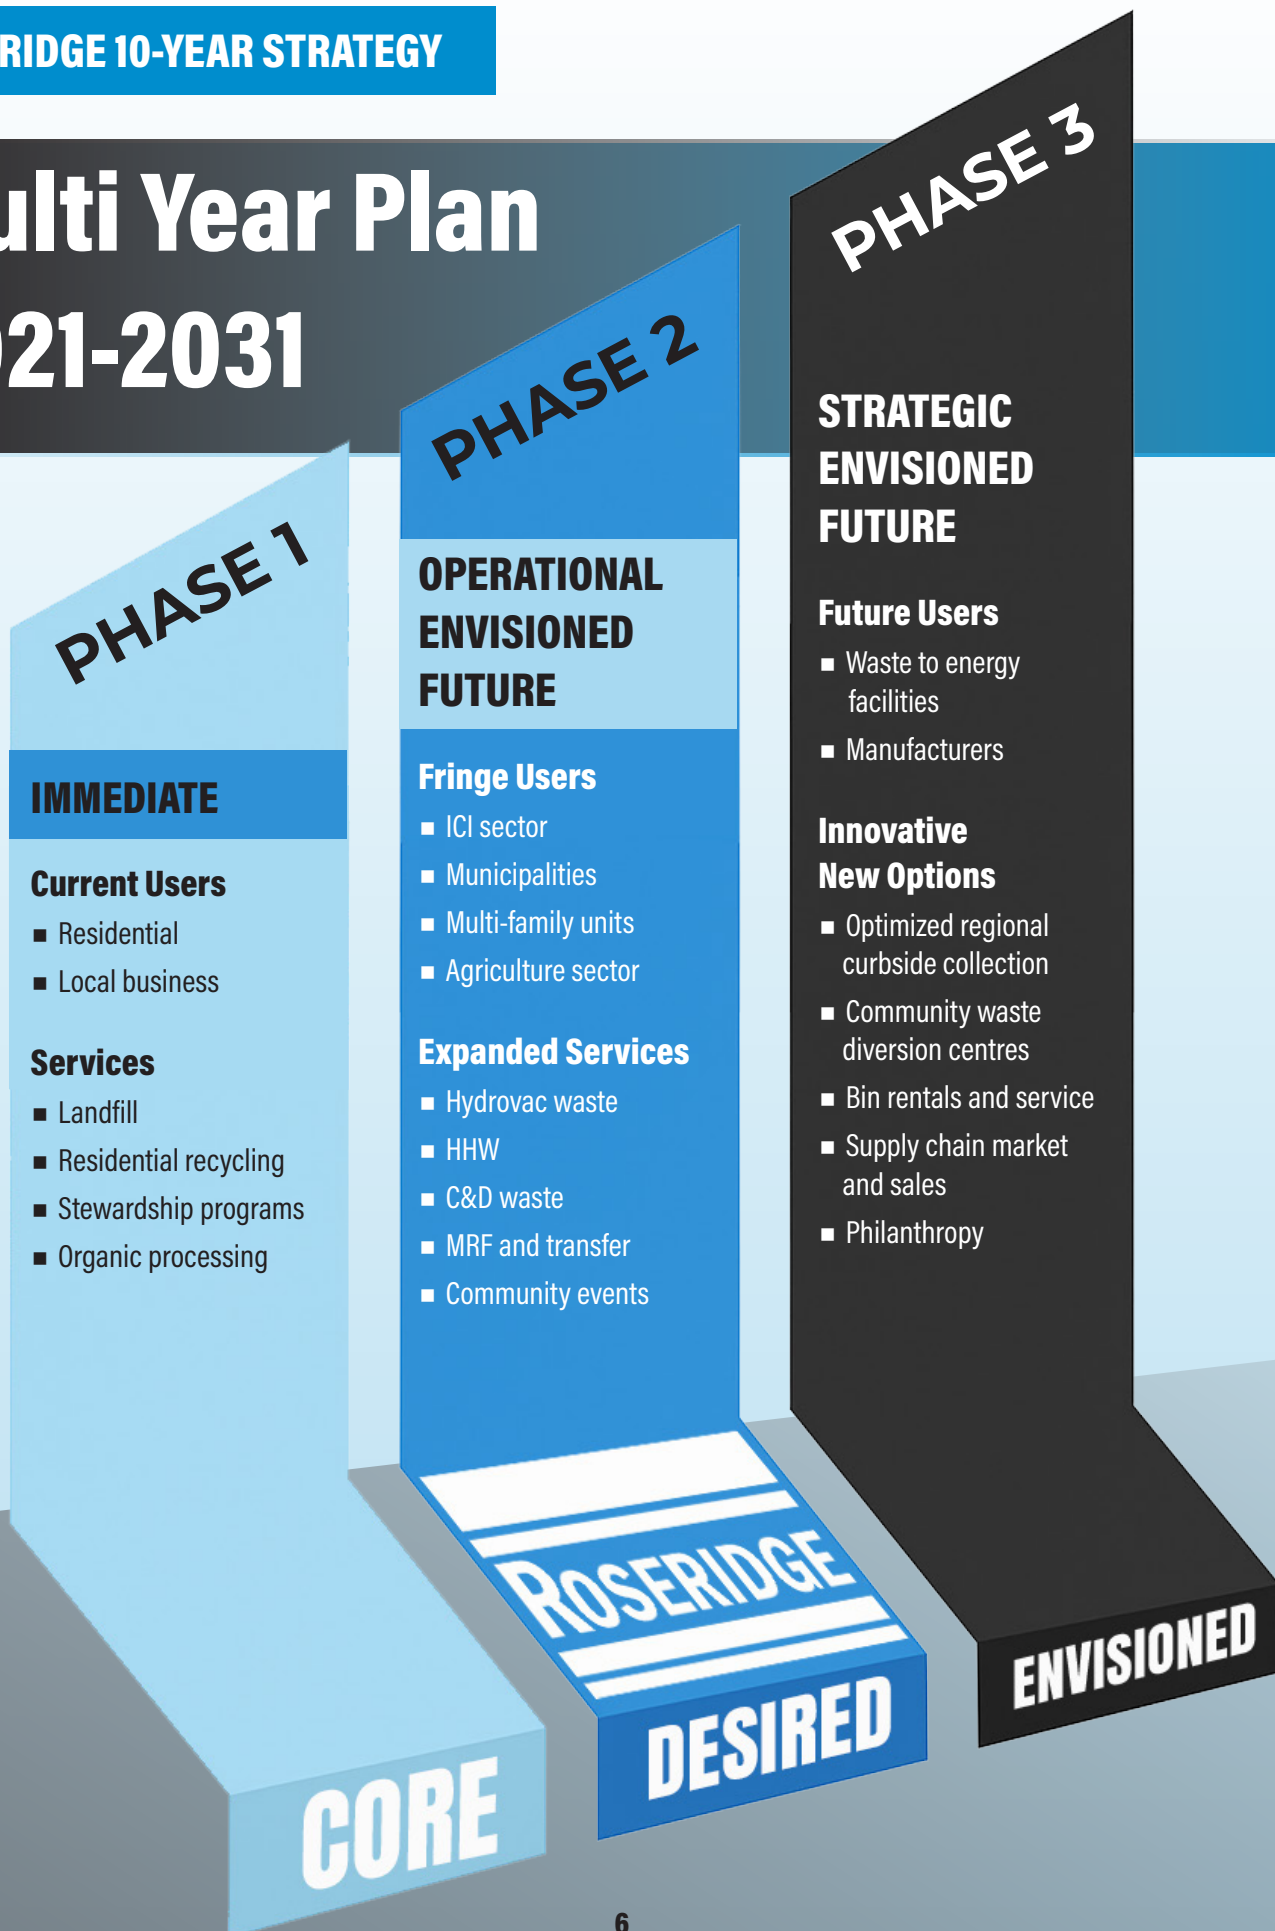 RIDGE 10-YEAR STRATEGY
ulti Year Plan
021-2031
PHASE 1
IMMEDIATE
Current Users
■ Residential
■ Local business
Services
■ Landfill
■ Residential recycling
■ Stewardship programs
■ Organic processing
CORE
PHASE 2
OPERATIONAL
ENVISIONED
FUTURE
Fringe Users
■ ICI sector
■ Municipalities
■ Multi-family units
■ Agriculture sector
Expanded Services
■ Hydrovac waste
■ HHW
■ C&D waste
■ MRF and transfer
■ Community events
ROSERIDGE
DESIRED
PHASE 3
STRATEGIC
ENVISIONED
FUTURE
Future Users
■ Waste to energy
facilities
■ Manufacturers
Innovative
New Options
■ Optimized regional
curbside collection
■ Community waste
diversion centres
■ Bin rentals and service
■ Supply chain market
and sales
■ Philanthropy
ENVISIONED
6